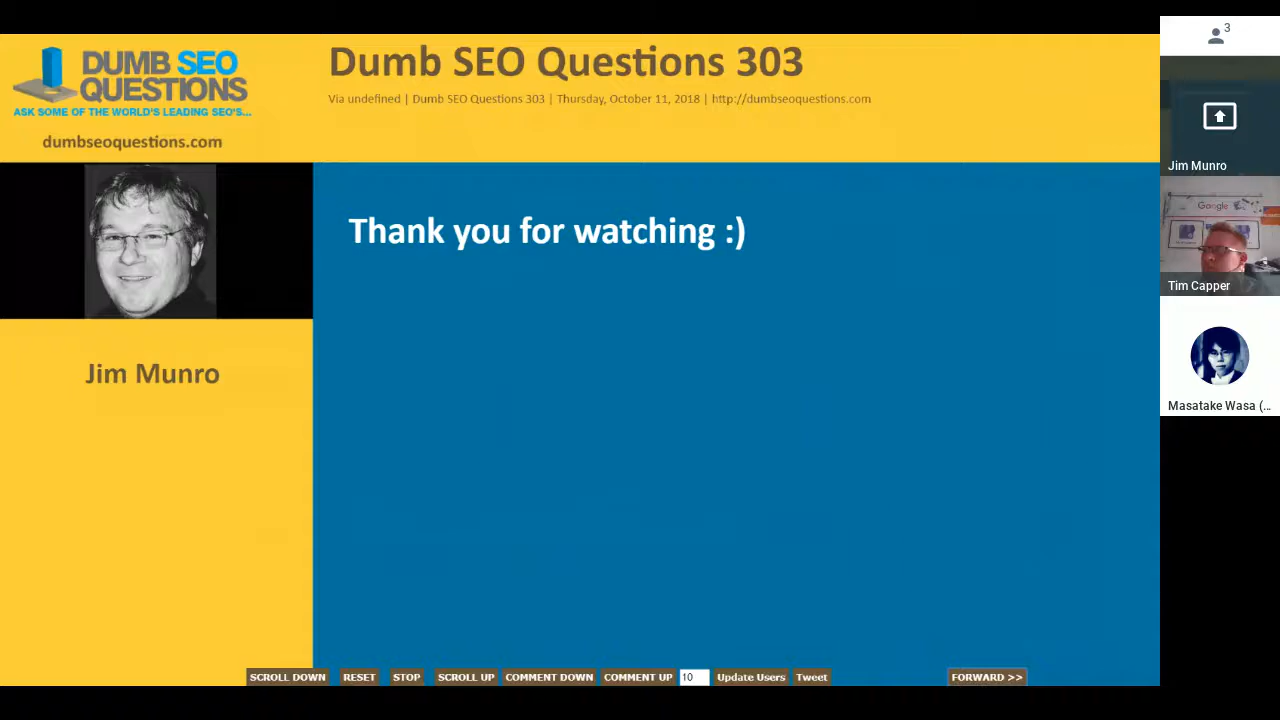 DUMB SEO
QUESTIONS
ASK SOME OF THE WORLD'S LEADING SEO'S...
dumbseoquestions.com
Dumb SEO Questions 303
Via undefined | Dumb SEO Questions 303 | Thursday, October 11, 2018 | http://dumbseoquestions.com
Jim Munro
Thank you for watching :)
SCROLL DOWN RESET STOP SCROLL UP COMMENT DOWN COMMENT UP 10 Update Users Tweet FORWARD >>
3
Jim Munro
Google
Tim Capper
Masatake Wasa (...